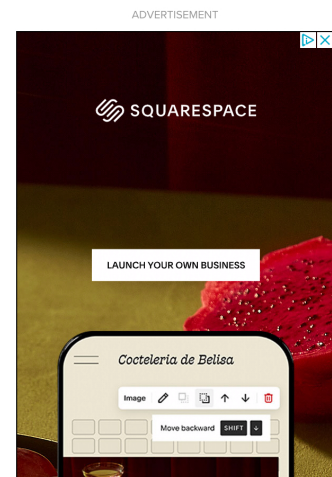 ADVERTISEMENT
SQUARESPACE
LAUNCH YOUR OWN BUSINESS
Cocteleria de Belisa
Image
Move backward SHIFT ↓